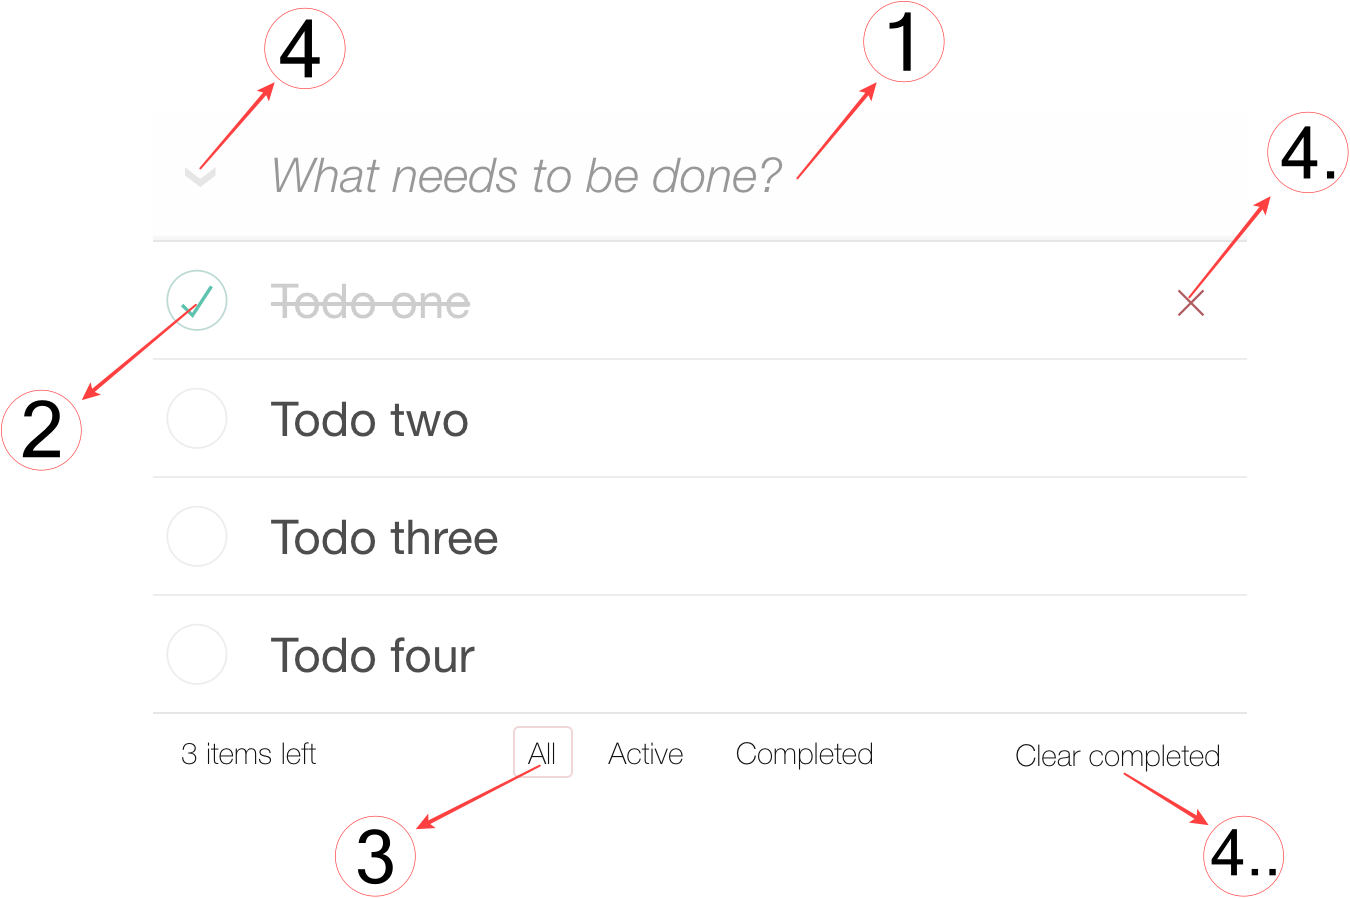 4
1
4.
What needs to be done?
Todo one
2
Todo two
Todo three
Todo four
3 items left All Active Completed Clear completed
3
4..